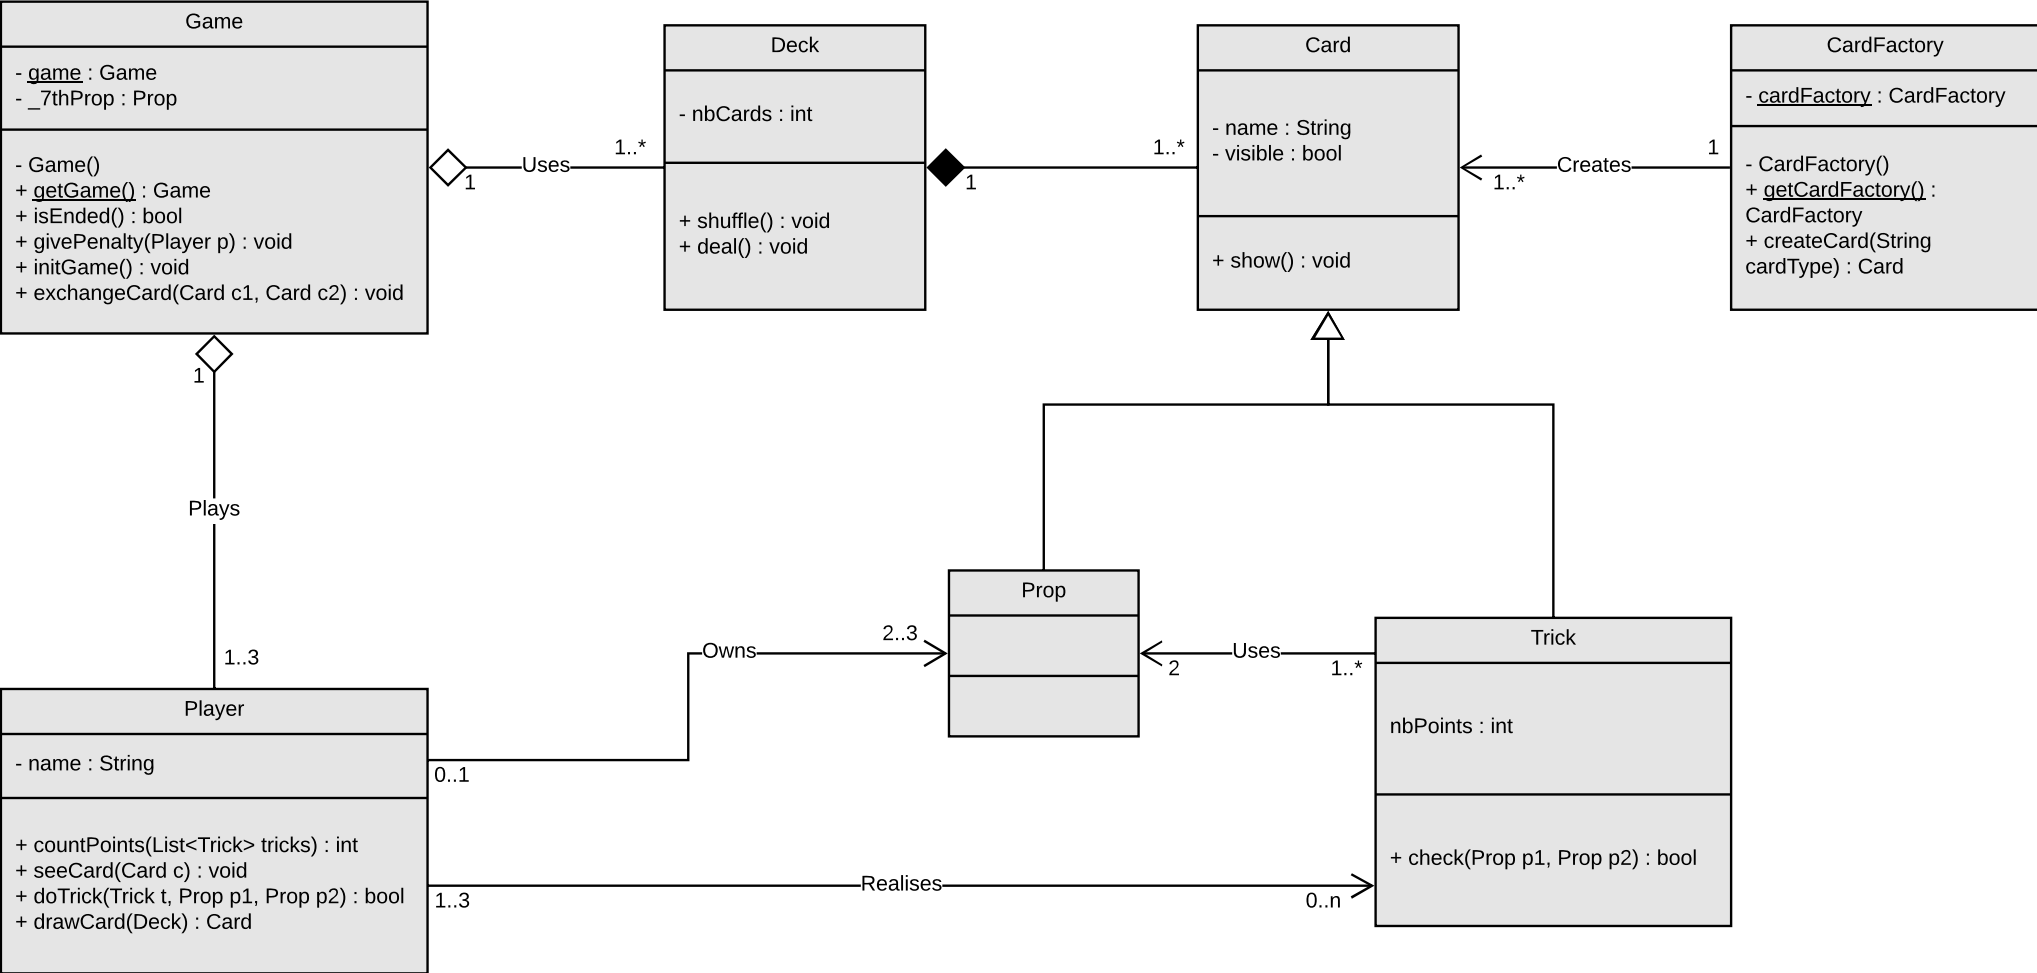 Game
- game : Game
- _7thProp : Prop
- Game()
+ getGame() : Game
+ isEnded() : bool
+ givePenalty(Player p) : void
+ initGame() : void
+ exchangeCard(Card c1, Card c2) : void
1
Uses
1..*
Deck
- nbCards : int
+ shuffle() : void
+ deal() : void
1
1..*
Card
- name : String
- visible : bool
+ show() : void
1..*
Creates
1
CardFactory
- cardFactory : CardFactory
- CardFactory()
+ getCardFactory() :
CardFactory
+ createCard(String
cardType) : Card
1
Plays
1..3
Player
- name : String
+ countPoints(List<Trick> tricks) : int
+ seeCard(Card c) : void
+ doTrick(Trick t, Prop p1, Prop p2) : bool
+ drawCard(Deck) : Card
0..1
Owns
2..3
Prop
2
Uses
1..*
Trick
nbPoints : int
+ check(Prop p1, Prop p2) : bool
1..3
Realises
0..n